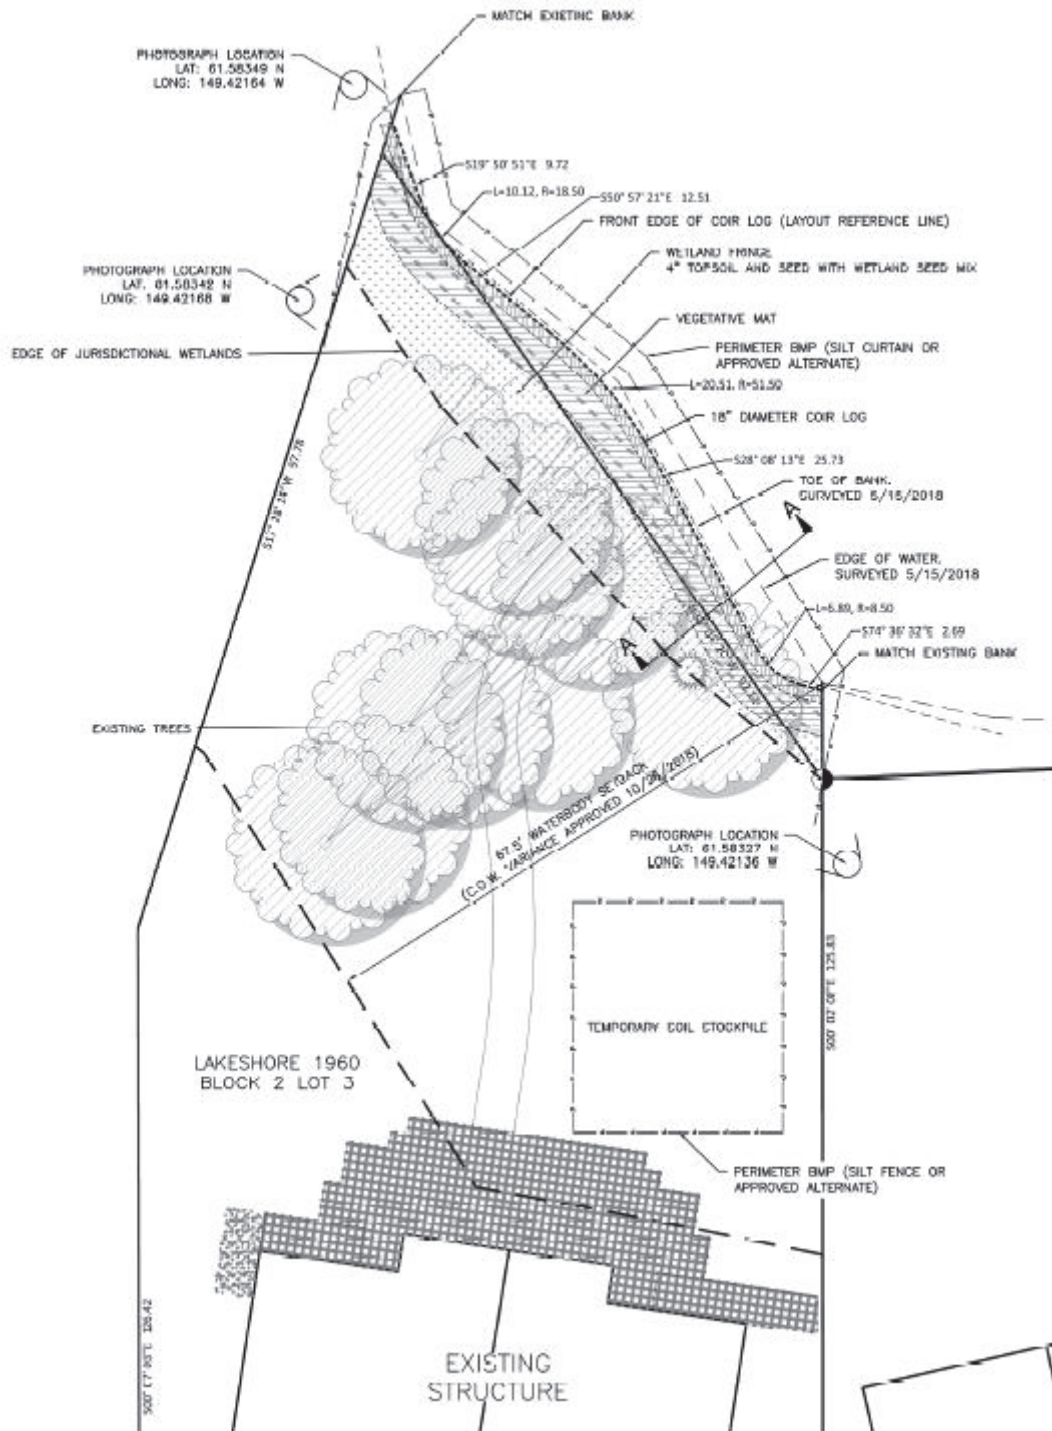 MATCH EXISTING BANK
PHOTOGRAPH LOCATION
LAT: 61.58349 N
LONG: 149.42164 W
S19° 50' 51"E 9.72
L=10.12, R=18.50
S50° 57' 21"E 12.51
FRONT EDGE OF COIR LOG (LAYOUT REFERENCE LINE)
WETLAND FRINGE
4" TOPSOIL AND SEED WITH WETLAND SEED MIX
PHOTOGRAPH LOCATION
LAT. 61.58342 N
LONG: 149.42168 W
VEGETATIVE MAT
EDGE OF JURISDICTIONAL WETLANDS
PERIMETER BMP (SILT CURTAIN OR
APPROVED ALTERNATE)
L=20.51, R=51.50
18" DIAMETER COIR LOG
S28° 08' 13"E 25.73
TOE OF BANK.
SURVEYED 5/15/2018
A
EDGE OF WATER.
SURVEYED 5/15/2018
L=6.89, R=8.50
S74° 36' 32"E 2.69
MATCH EXISTING BANK
A
EXISTING TREES
67.5' WATERBODY SETBACK
(C.O.W. VARIANCE APPROVED
PHOTOGRAPH LOCATION
LAT: 61.58327 N
LONG: 149.42136 W
TEMPORARY SOIL STOCKPILE
125.83
LAKESHORE 1960
BLOCK 2 LOT 3
PERIMETER BMP (SILT FENCE OR
APPROVED ALTERNATE)
126.42
EXISTING
STRUCTURE